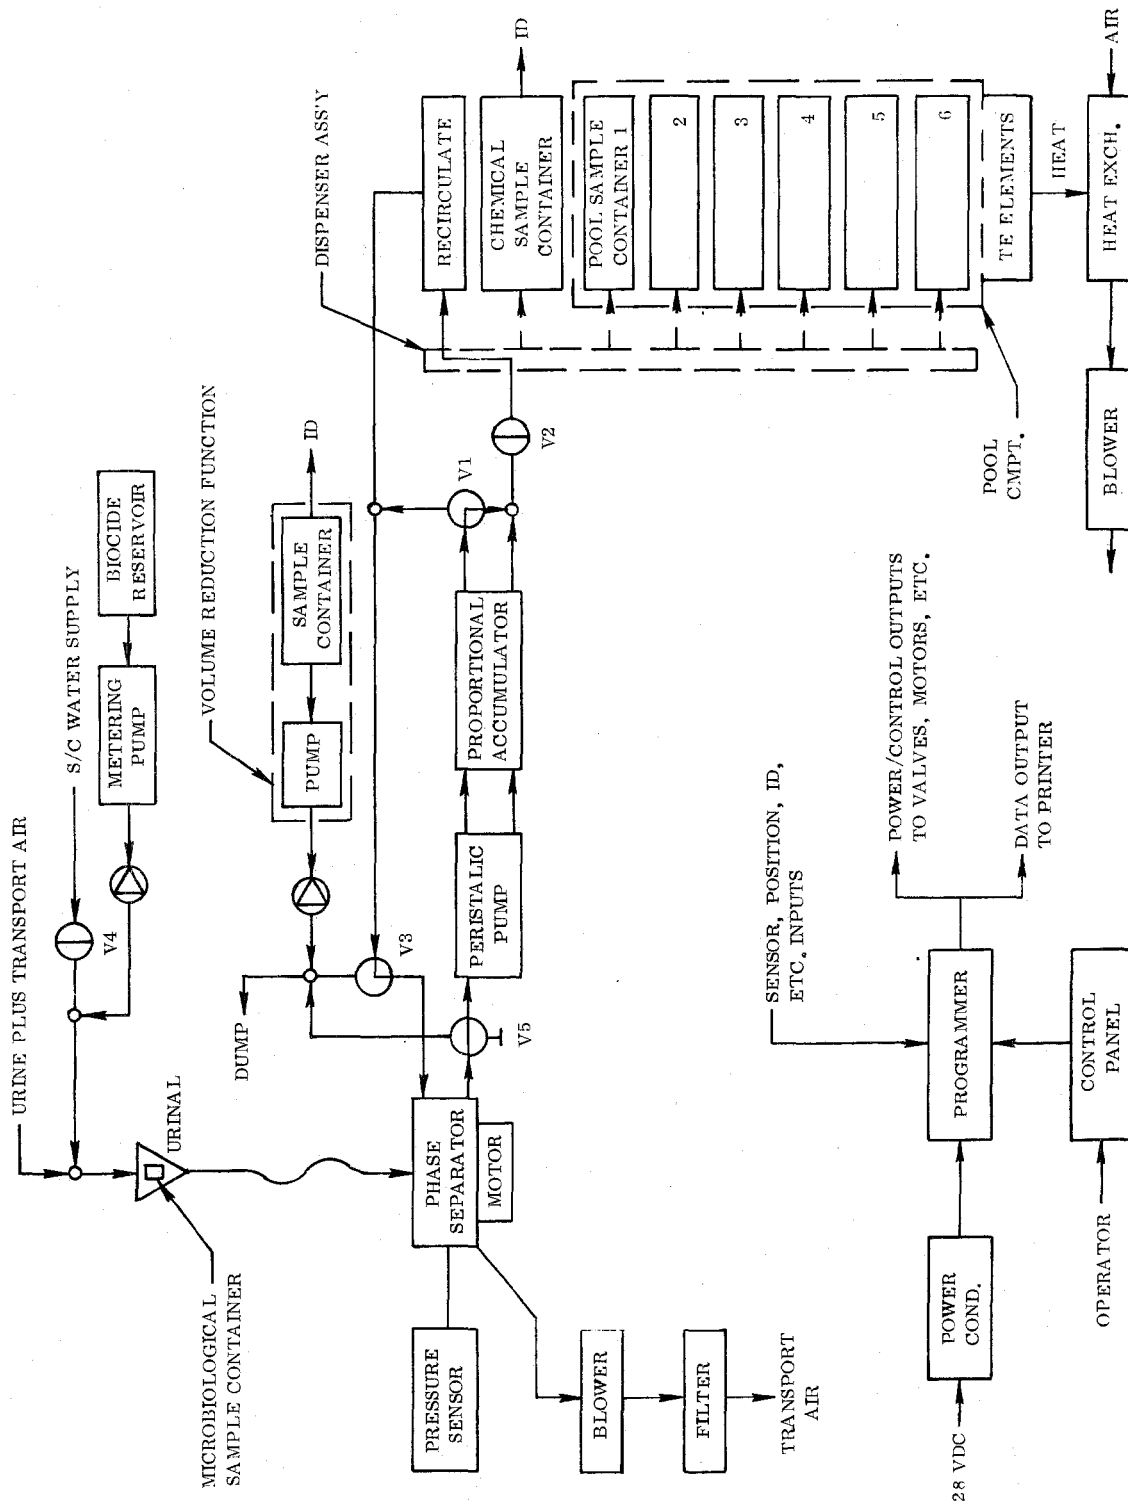 URINE PLUS TRANSPORT AIR
S/C WATER SUPPLY
V4
METERING
PUMP
BIOCIDE
RESERVOIR
URINAL
MICROBIOLOGICAL
SAMPLE CONTAINER
VOLUME REDUCTION FUNCTION
PUMP
SAMPLE
CONTAINER
ID
DUMP
V3
DISPENSER ASS'Y
PRESSURE
SENSOR
PHASE
SEPARATOR
MOTOR
V5
PERISTALIC
PUMP
PROPORTIONAL
ACCUMULATOR
V1
V2
RECIRCULATE
CHEMICAL
SAMPLE
CONTAINER
ID
POOL SAMPLE
CONTAINER 1
2
3
4
5
6
TE ELEMENTS
HEAT
POOL
CMPT.
AIR
HEAT EXCH.
BLOWER
BLOWER
FILTER
TRANSPORT
AIR
SENSOR, POSITION, ID,
ETC. INPUTS
POWER/CONTROL OUTPUTS
TO VALVES, MOTORS, ETC.
DATA OUTPUT
TO PRINTER
28 VDC
POWER
COND.
PROGRAMMER
OPERATOR
CONTROL
PANEL